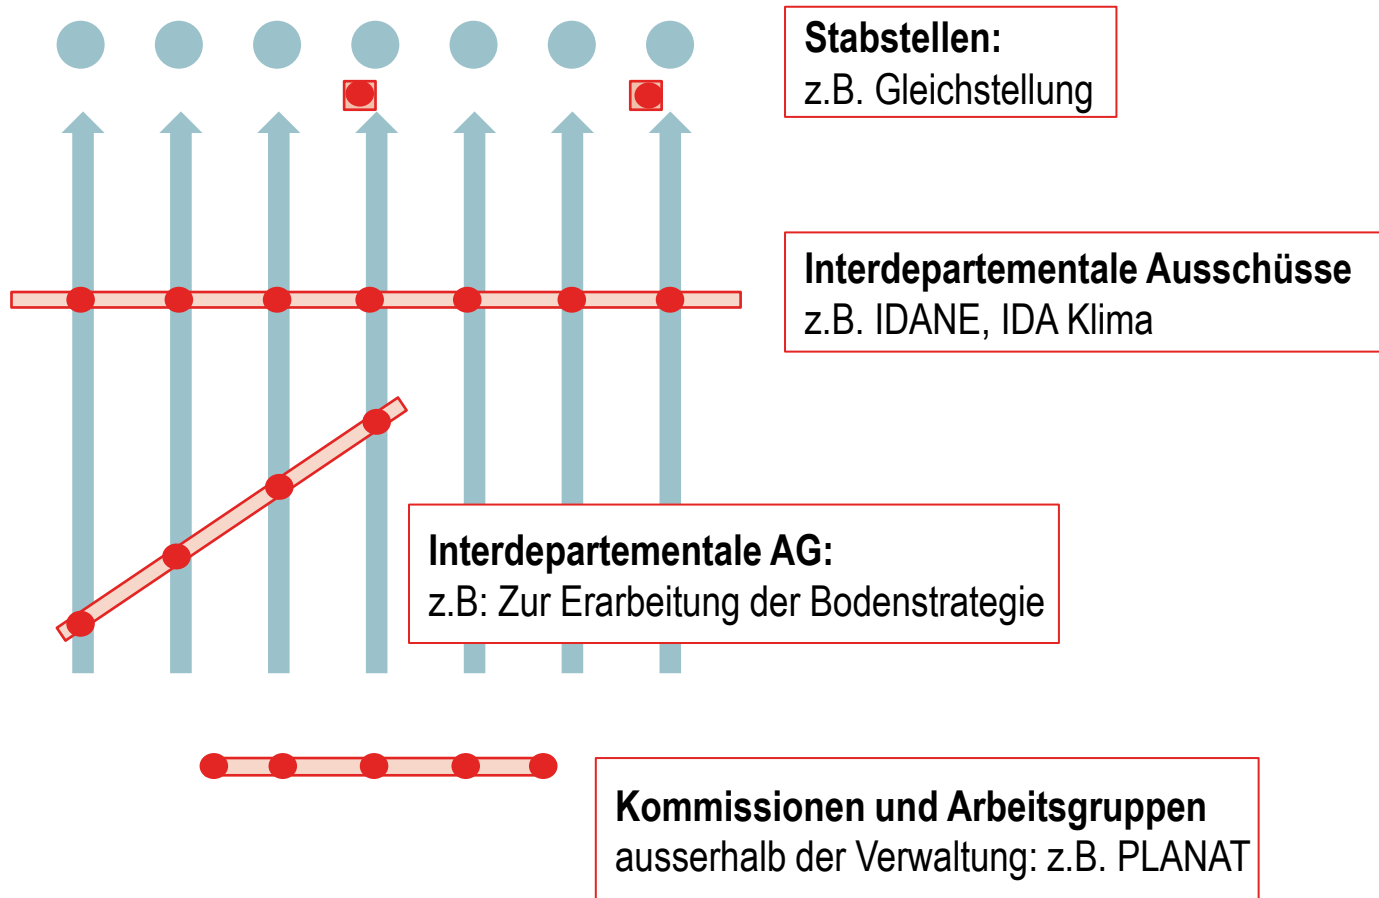 Stabstellen:
z.B. Gleichstellung
Interdepartementale Ausschüsse
z.B. IDANE, IDA Klima
Interdepartementale AG:
z.B: Zur Erarbeitung der Bodenstrategie
Kommissionen und Arbeitsgruppen
ausserhalb der Verwaltung: z.B. PLANAT